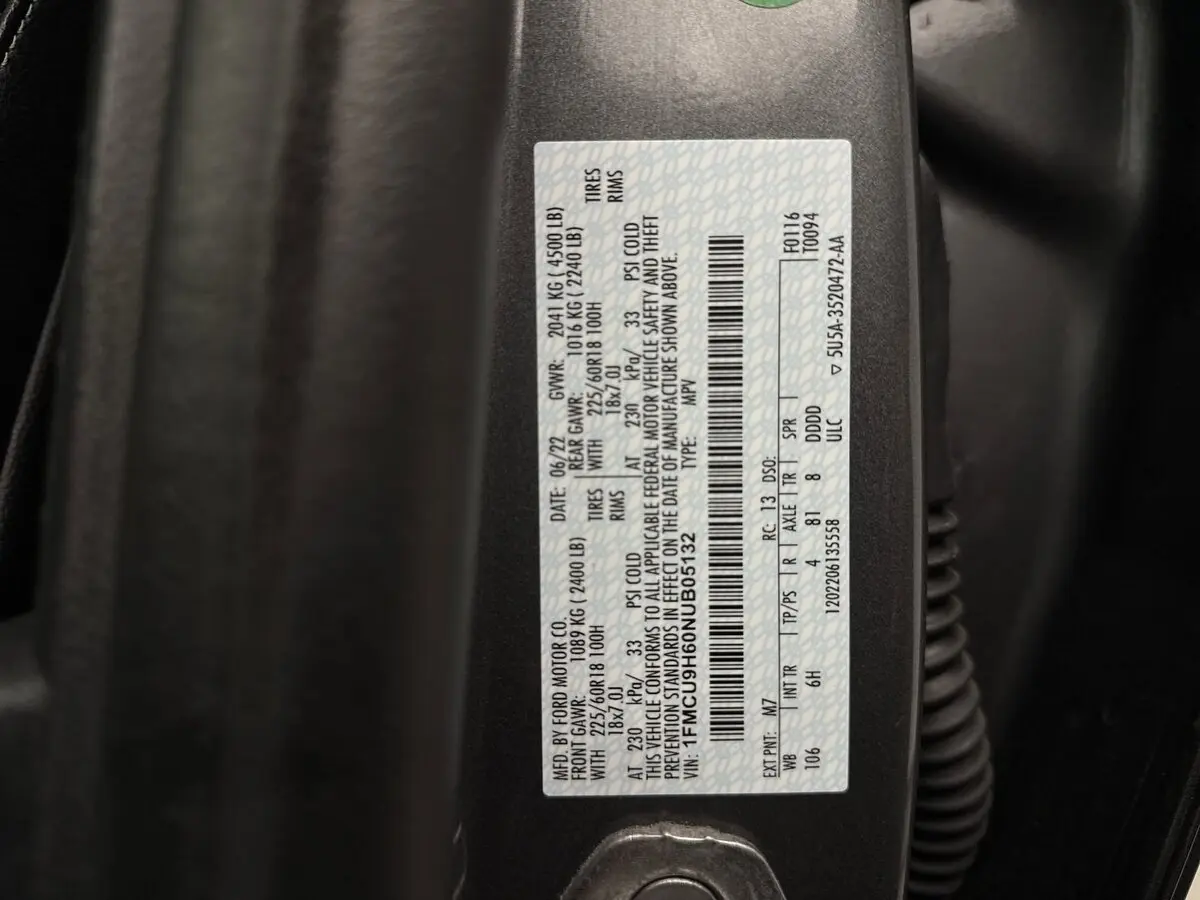 MFD. BY FORD MOTOR CO. DATE: 06/22 GVWR: 2041 KG ( 4500 LB)
FRONT GAWR: 1089 KG ( 2400 LB) REAR GAWR: 1016 KG ( 2240 LB)
WITH 225/60R18 100H TIRES WITH 225/60R18 100H TIRES
18x7.0J RIMS 18x7.0J RIMS
AT 230 kPa/ 33 PSI COLD AT 230 kPa/ 33 PSI COLD
THIS VEHICLE CONFORMS TO ALL APPLICABLE FEDERAL MOTOR VEHICLE SAFETY AND THEFT
PREVENTION STANDARDS IN EFFECT ON THE DATE OF MANUFACTURE SHOWN ABOVE.
VIN: 1FMCU9H60NUB05132 TYPE: MPV
EXT PNT: M7 RC: 13 DSO: F0116
WB INT TR TP/PS R AXLE TR SPR T0094
106 6H 4 81 8 DDDD
1202206135558 ULC ▽ 5U5A-3520472-AA